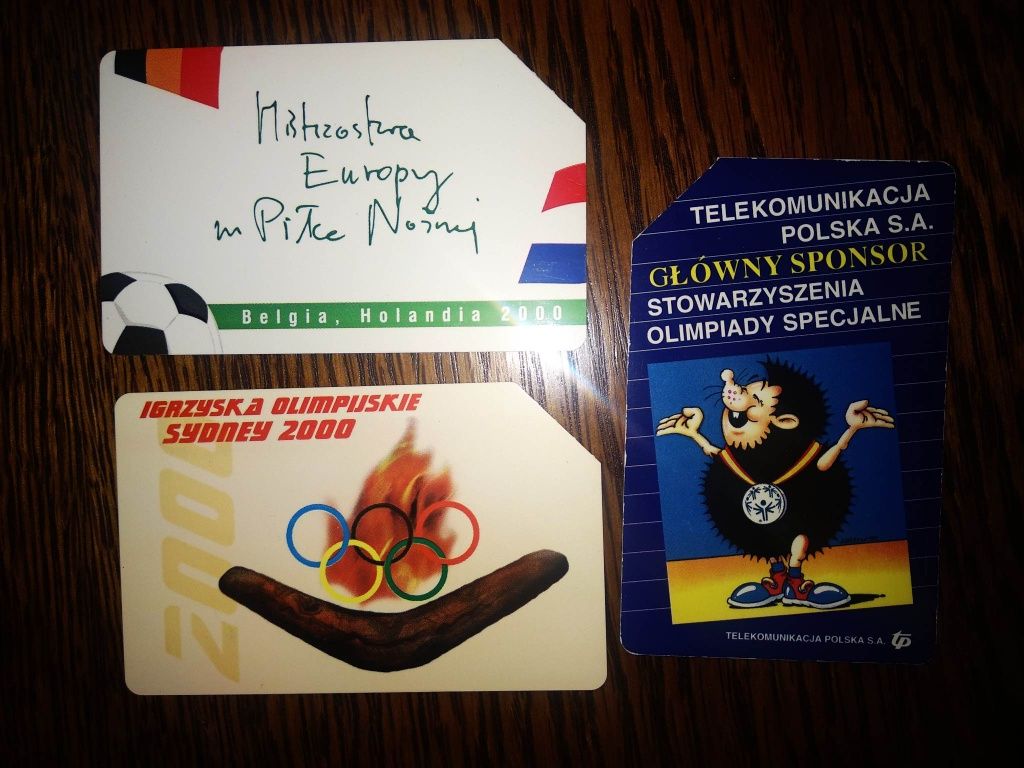 Mistrzostwa
Europy
w Piłce Nożnej
Belgia, Holandia 2000
IGRZYSKA OLIMPIJSKIE
SYDNEY 2000
2000
TELEKOMUNIKACJA
POLSKA S.A.
GŁÓWNY SPONSOR
STOWARZYSZENIA
OLIMPIADY SPECJALNE
TELEKOMUNIKACJA POLSKA S.A. tp